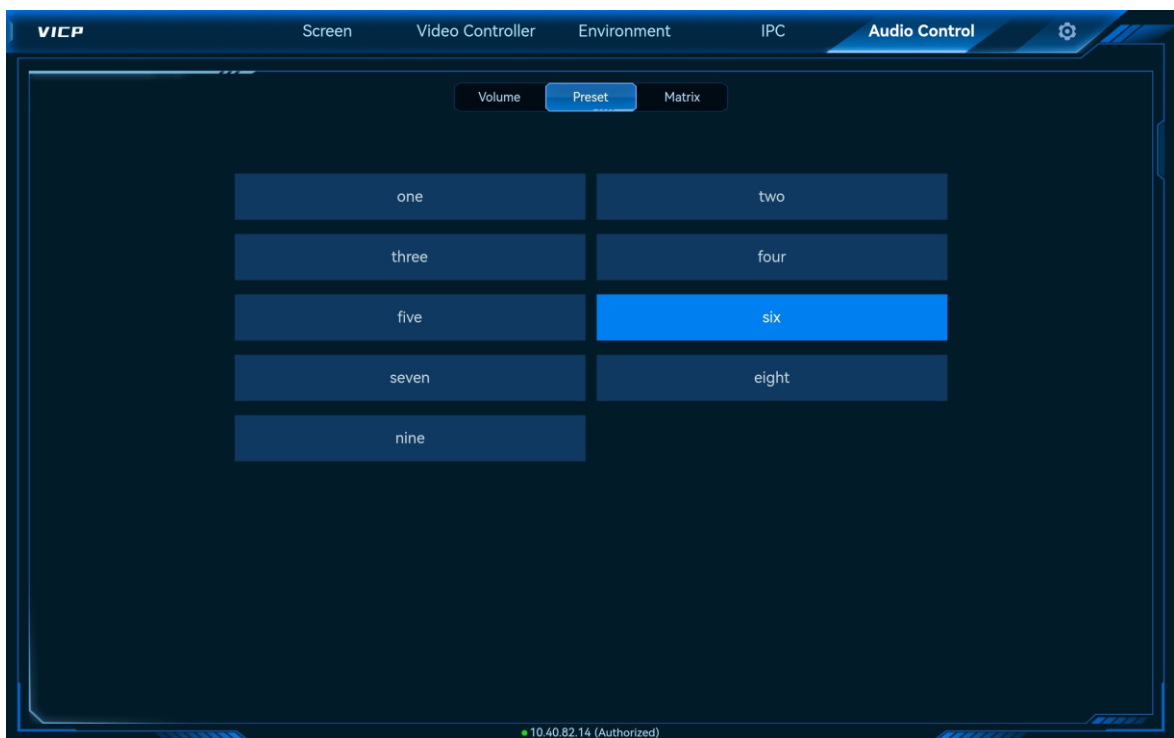 VICP Screen Video Controller Environment IPC Audio Control
Volume Preset Matrix
one two
three four
five six
seven eight
nine
10.40.82.14 (Authorized)